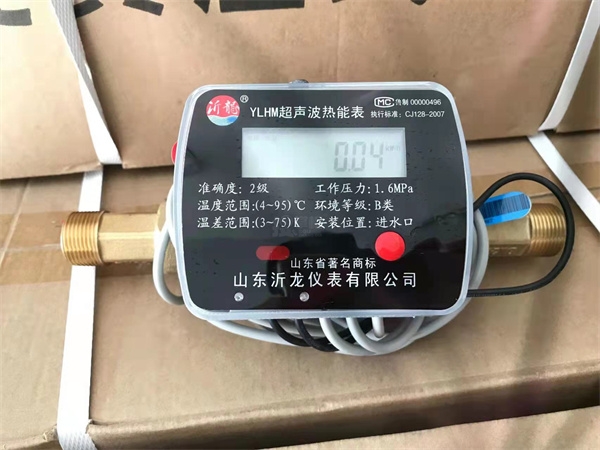 沂龍®
YLHM超声波热能表
MC 鲁制 00000496
执行标准: CJ128-2007
0.04
准确度: 2级 工作压力: 1.6MPa
温度范围:(4~95)℃ 环境等级: B类
温差范围:(3~75)K 安装位置: 进水口
山东省著名商标
山东沂龙仪表有限公司